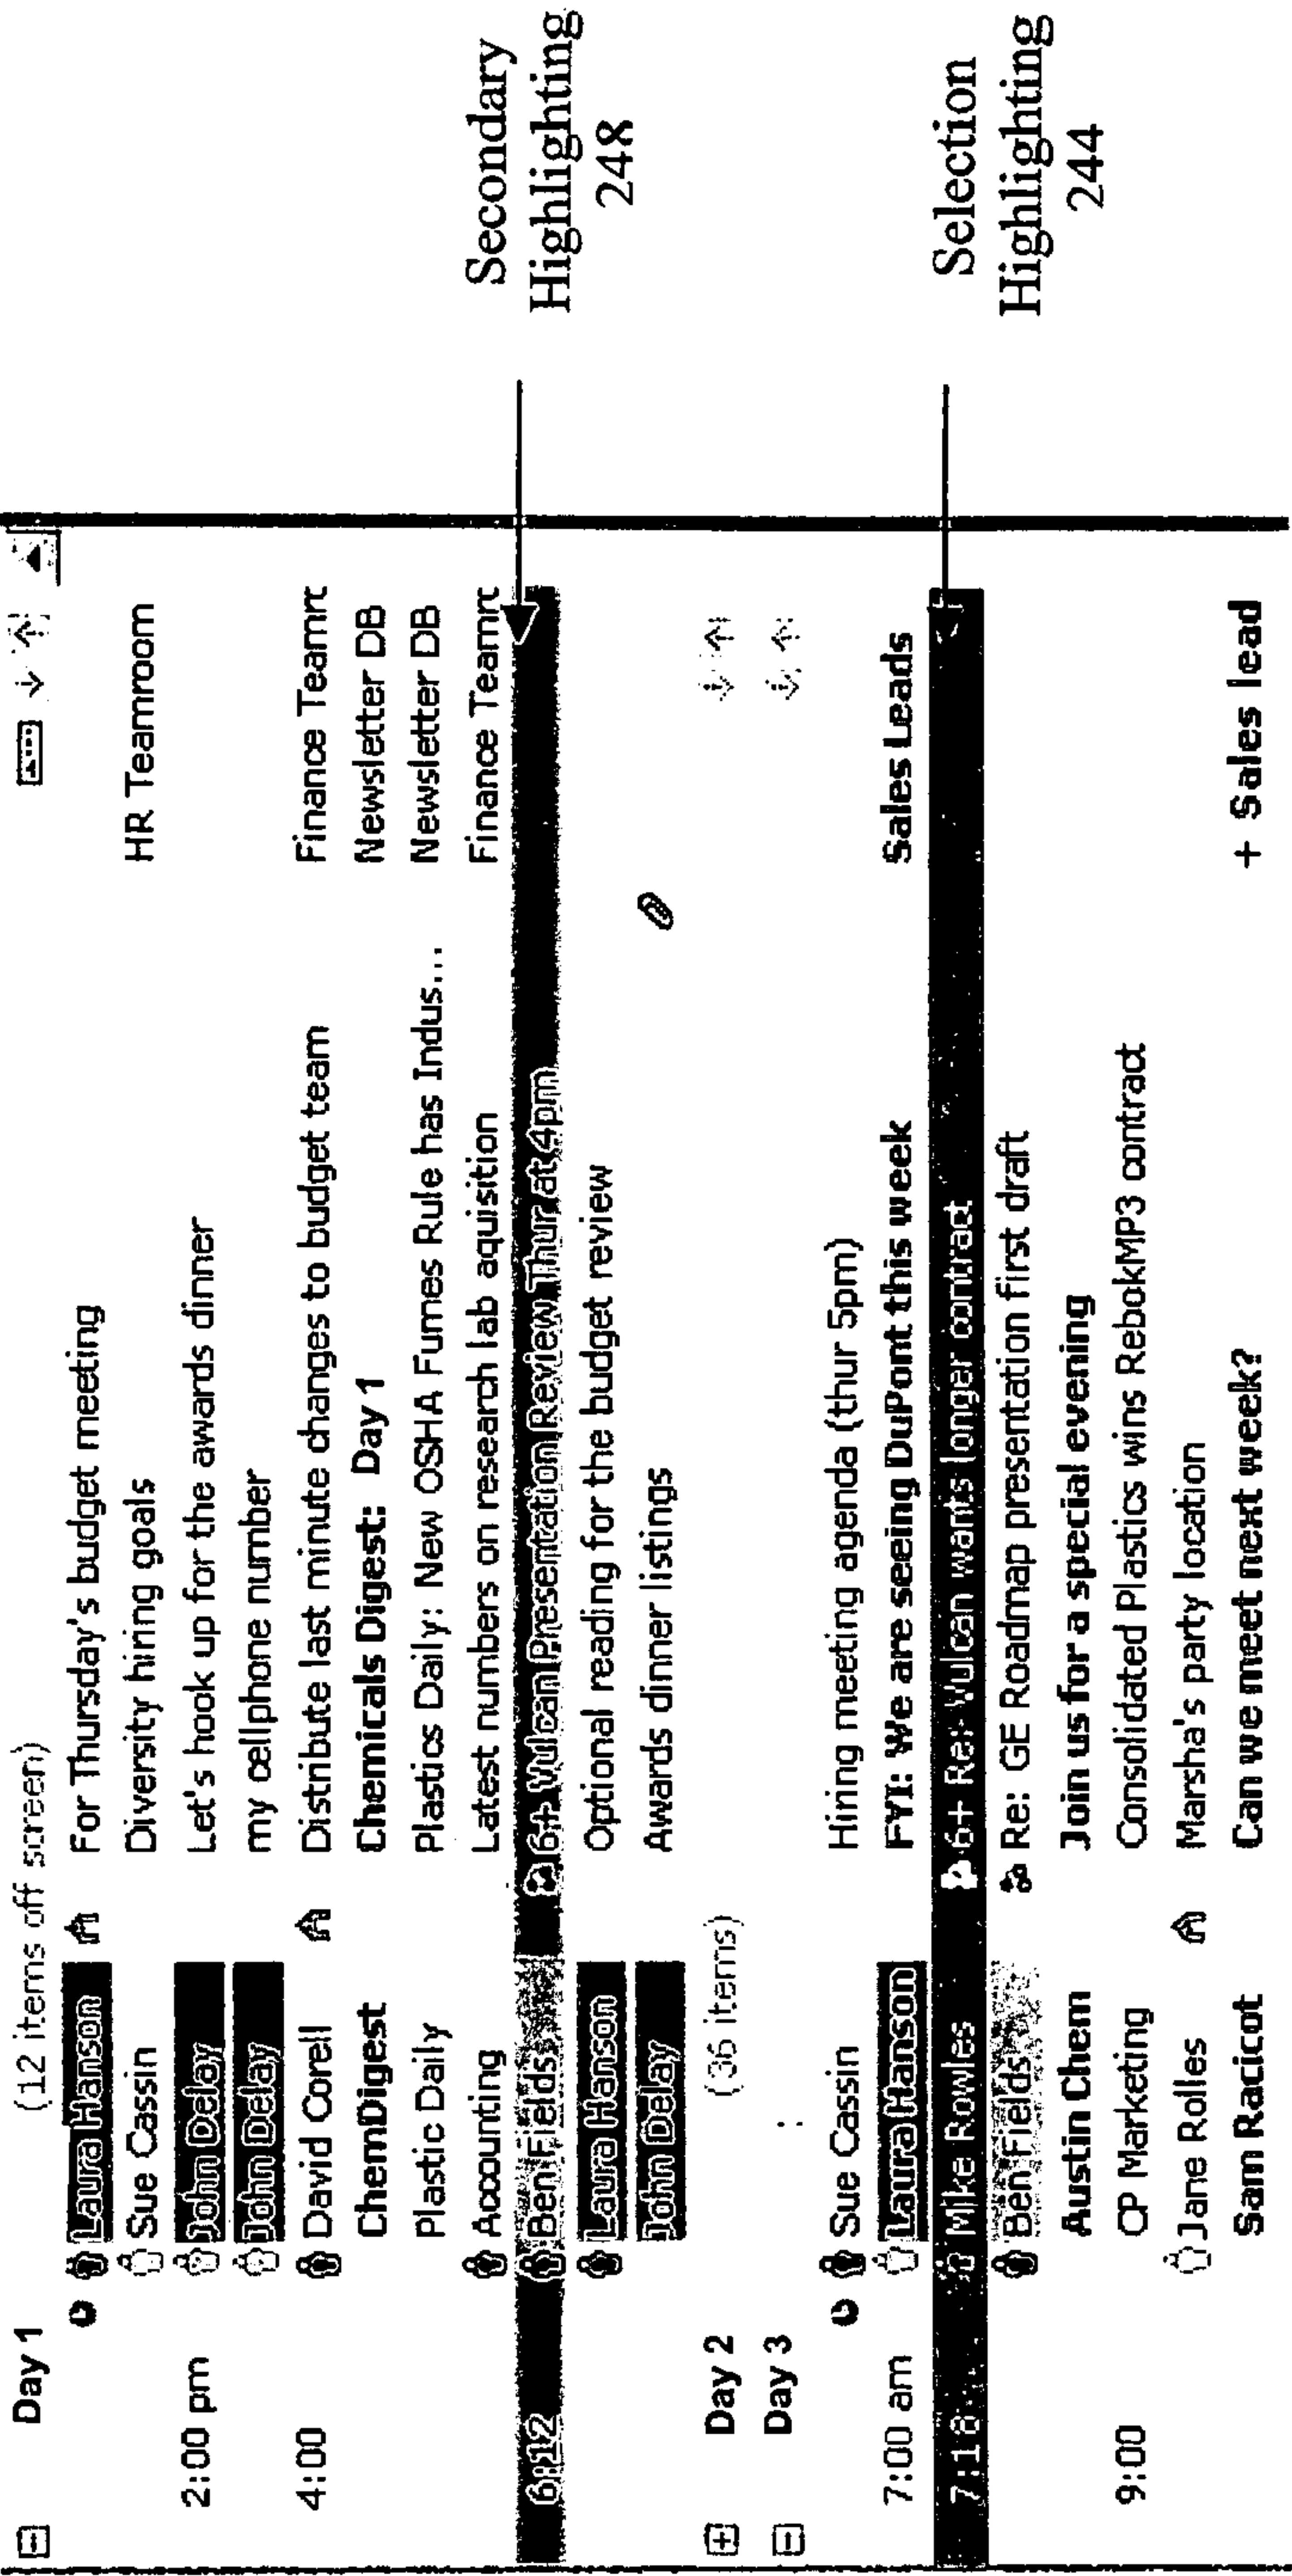 Day 1 (12 items off screen)
Laura Hanson For Thursday's budget meeting
Sue Cassin Diversity hiring goals HR Teamroom
2:00 pm John Delay Let's hook up for the awards dinner
John Delay my cellphone number
4:00 David Corell Distribute last minute changes to budget team Finance Teamrc
ChemDigest Chemicals Digest: Day 1 Newsletter DB
Plastic Daily Plastics Daily: New OSHA Fumes Rule has Indus... Newsletter DB
Accounting Latest numbers on research lab aquisition Finance Teamrc
6:12 Ben Fields 6+ Vulcan Presentation Review Thur at 4pm
Laura Hanson Optional reading for the budget review
John Delay Awards dinner listings
Day 2 (36 items)
Day 3 :
Sue Cassin Hiring meeting agenda (thur 5pm)
7:00 am Laura Hanson FYI: We are seeing DuPont this week Sales Leads
7:18 Mike Rowles 6+ Re: Vulcan wants longer contract
Ben Fields Re: GE Roadmap presentation first draft
Austin Chem Join us for a special evening
9:00 CP Marketing Consolidated Plastics wins RebokMP3 contract
Jane Rolles Marsha's party location
Sam Racicot Can we meet next week? + Sales lead
Secondary
Highlighting
248
Selection
Highlighting
244